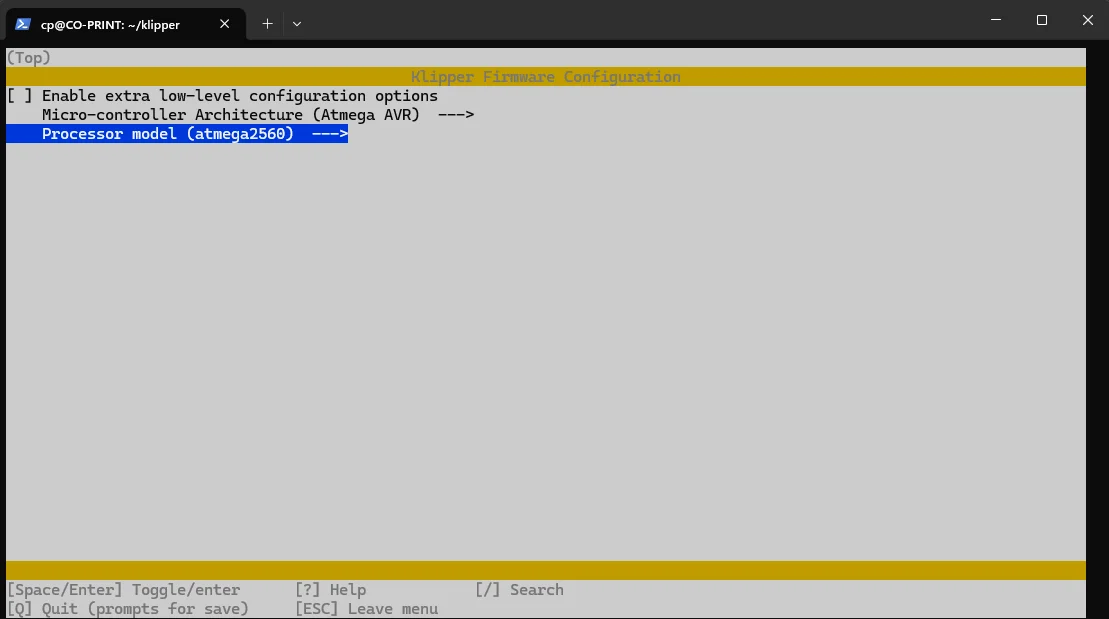 cp@CO-PRINT: ~/klipper
(Top)
Klipper Firmware Configuration
[ ] Enable extra low-level configuration options
Micro-controller Architecture (Atmega AVR) --->
Processor model (atmega2560) --->
[Space/Enter] Toggle/enter [?] Help [/] Search
[Q] Quit (prompts for save) [ESC] Leave menu